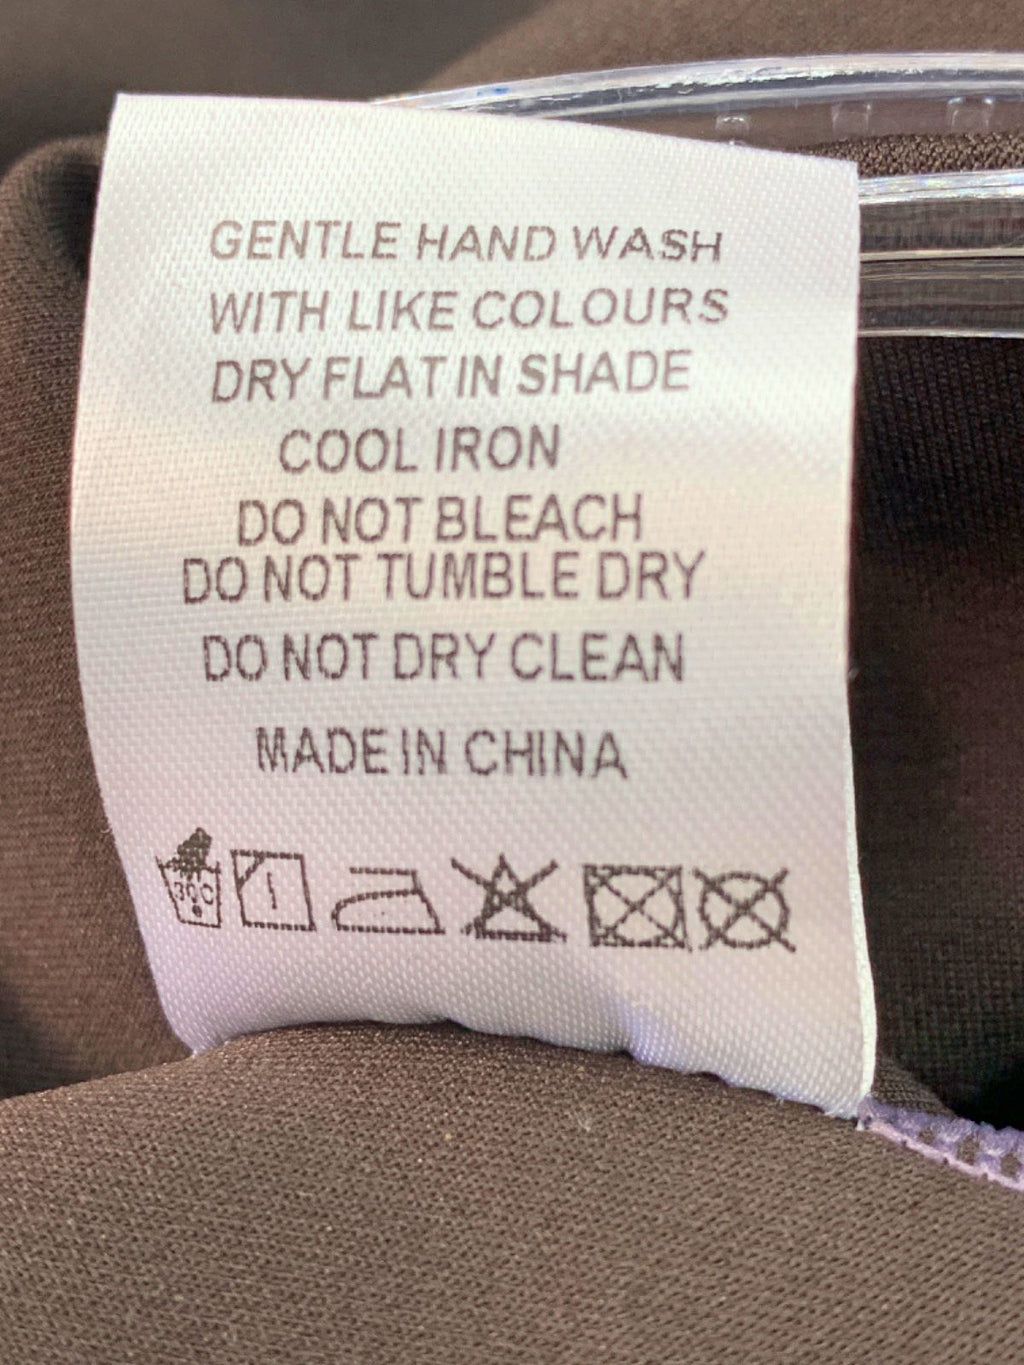 GENTLE HAND WASH
WITH LIKE COLOURS
DRY FLAT IN SHADE
COOL IRON
DO NOT BLEACH
DO NOT TUMBLE DRY
DO NOT DRY CLEAN
MADE IN CHINA
30C